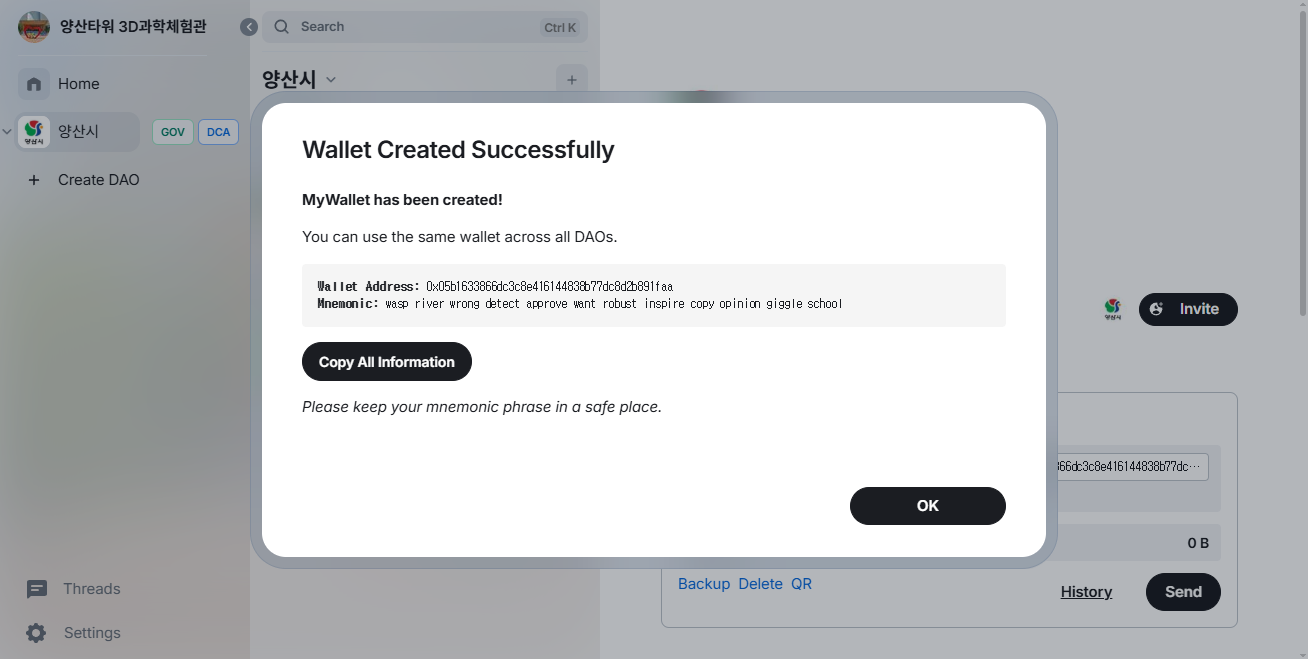 양산타워 3D과학체험관
Search
Ctrl K
양산시
Home
양산시
GOV
DCA
Create DAO
Wallet Created Successfully
MyWallet has been created!
You can use the same wallet across all DAOs.
Wallet Address: 0x05b1633866dc3c8e416144838b77dc8d2b891faa
Mnemonic: wasp river wrong detect approve want robust inspire copy opinion giggle school
Copy All Information
Please keep your mnemonic phrase in a safe place.
OK
양산시
Invite
866dc3c8e416144838b77dc…
0 B
Backup Delete QR
History
Send
Threads
Settings